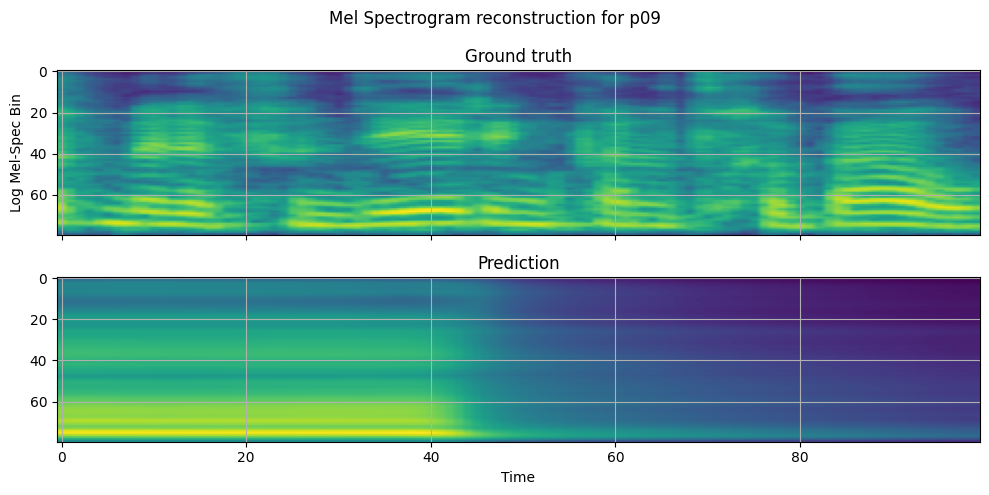 Mel Spectrogram reconstruction for p09
Ground truth
0
20
40
60
Log Mel-Spec Bin
Prediction
0
20
40
60
0 20 40 60 80
Time